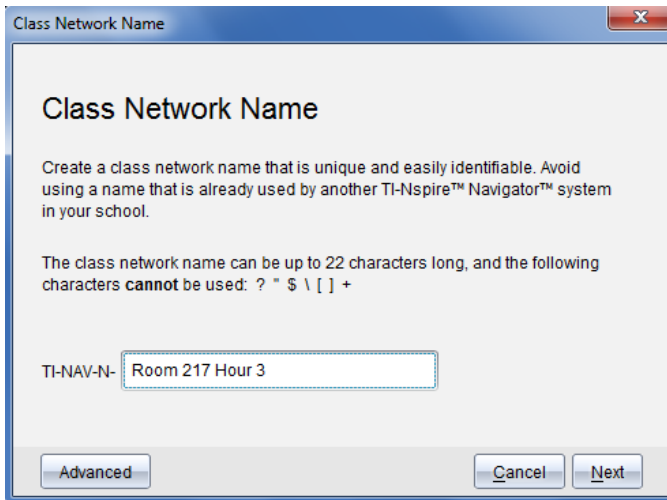 Class Network Name
Class Network Name
Create a class network name that is unique and easily identifiable. Avoid
using a name that is already used by another TI-Nspire™ Navigator™ system
in your school.
The class network name can be up to 22 characters long, and the following
characters cannot be used: ? " $ \ [ ] +
TI-NAV-N- Room 217 Hour 3
Advanced Cancel Next